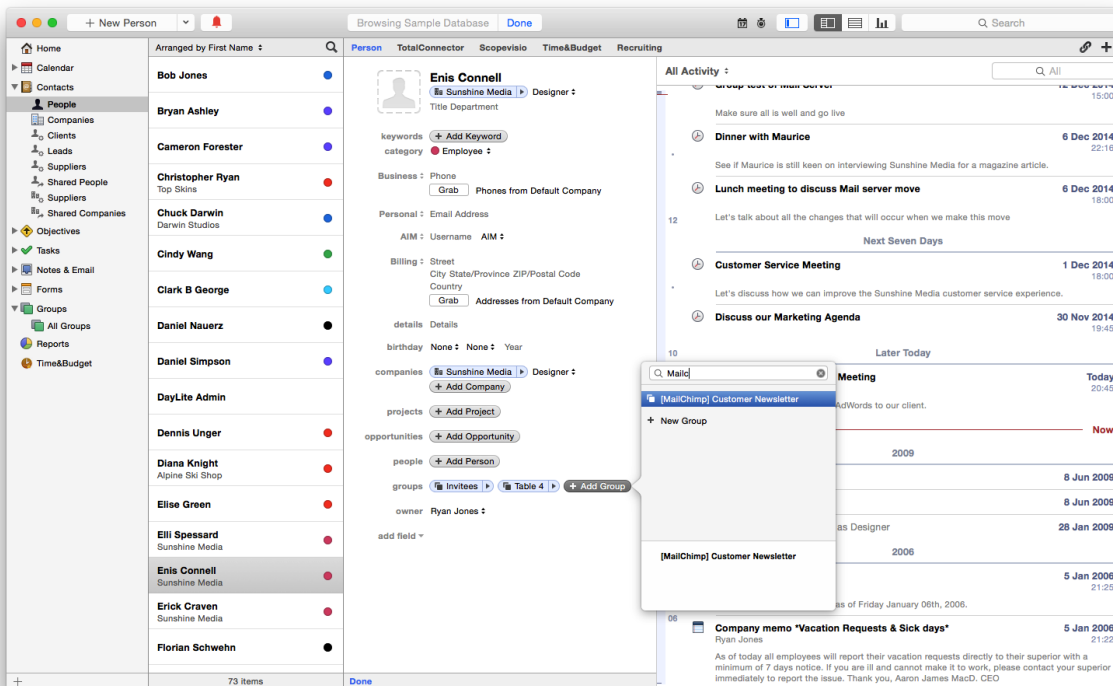 + New Person
Browsing Sample Database Done
Search
Home
Calendar
Contacts
People
Companies
Clients
Leads
Suppliers
Shared People
Suppliers
Shared Companies
Objectives
Tasks
Notes & Email
Forms
Groups
All Groups
Reports
Time&Budget
Arranged by First Name
Bob Jones
Bryan Ashley
Cameron Forester
Christopher Ryan
Top Skins
Chuck Darwin
Darwin Studios
Cindy Wang
Clark B George
Daniel Nauerz
Daniel Simpson
DayLite Admin
Dennis Unger
Diana Knight
Alpine Ski Shop
Elise Green
Elli Spessard
Sunshine Media
Enis Connell
Sunshine Media
Erick Craven
Sunshine Media
Florian Schwehn
73 items
Person TotalConnector Scopevisio Time&Budget Recruiting
Enis Connell
Sunshine Media Designer
Title Department
keywords + Add Keyword
category Employee
Business Phone
Grab Phones from Default Company
Personal Email Address
AIM Username AIM
Billing Street
City State/Province ZIP/Postal Code
Country
Grab Addresses from Default Company
details Details
birthday None None Year
companies Sunshine Media Designer
+ Add Company
projects + Add Project
opportunities + Add Opportunity
people + Add Person
groups Invitees Table 4 + Add Group
owner Ryan Jones
add field
Done
Mailc
[MailChimp] Customer Newsletter
+ New Group
[MailChimp] Customer Newsletter
All Activity
All
Group test of Mail Server 12 Dec 2014
15:00
Make sure all is well and go live
Dinner with Maurice 6 Dec 2014
22:16
See if Maurice is still keen on interviewing Sunshine Media for a magazine article.
Lunch meeting to discuss Mail server move 6 Dec 2014
18:00
12
Let's talk about all the changes that will occur when we make this move
Next Seven Days
Customer Service Meeting 1 Dec 2014
18:00
Let's discuss how we can improve the Sunshine Media customer service experience.
Discuss our Marketing Agenda 30 Nov 2014
19:45
10
Later Today
Meeting Today
20:45
AdWords to our client.
Now
2009
8 Jun 2009
8 Jun 2009
as Designer 28 Jan 2009
2006
5 Jan 2006
21:25
as of Friday January 06th, 2006.
06
Company memo *Vacation Requests & Sick days* 5 Jan 2006
Ryan Jones 21:22
As of today all employees will report their vacation requests directly to their superior with a
minimum of 7 days notice. If you are ill and cannot make it to work, please contact your superior
immediately to report the issue. Thank you, Aaron James MacD. CEO